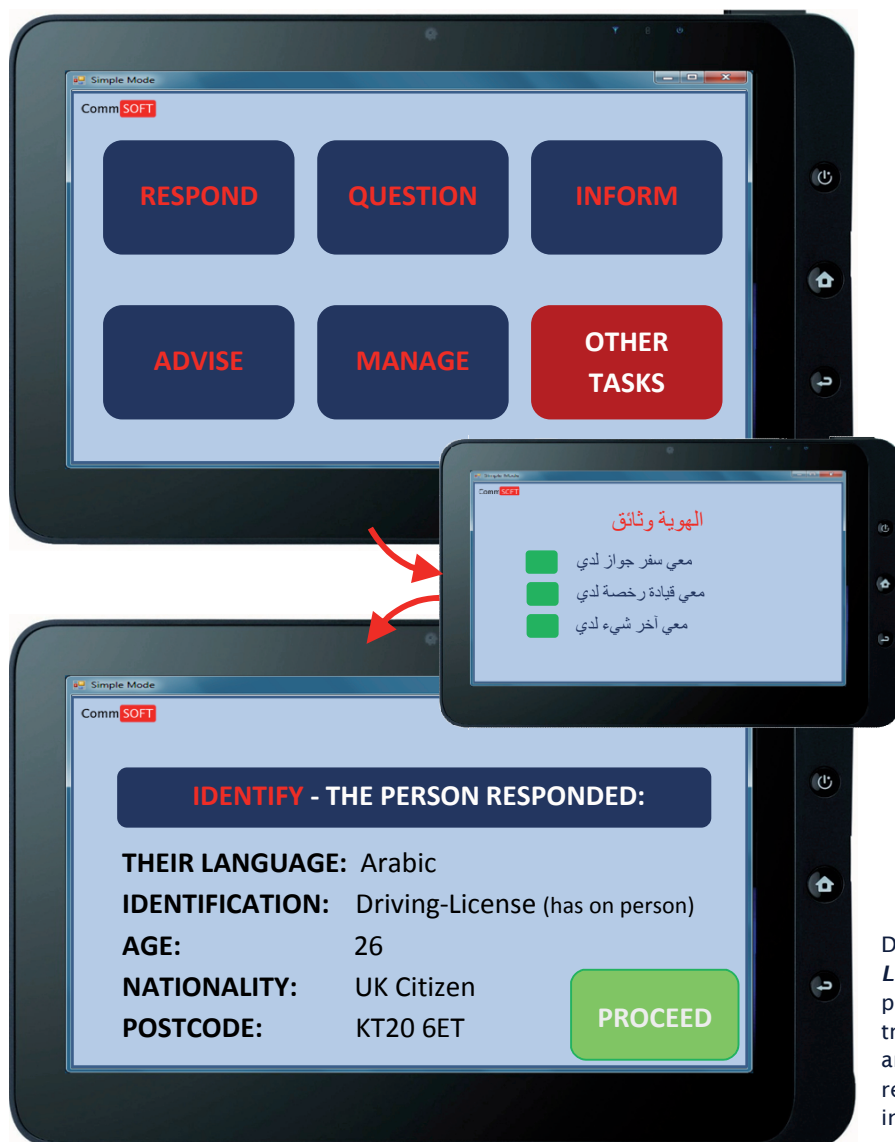 Simple Mode
CommSOFT
RESPOND
QUESTION
INFORM
ADVISE
MANAGE
OTHER
TASKS
Simple Mode
CommSOFT
الهوية وثائق
معي سفر جواز لدي
معي قيادة رخصة لدي
معي آخر شيء لدي
Simple Mode
CommSOFT
IDENTIFY - THE PERSON RESPONDED:
THEIR LANGUAGE: Arabic
IDENTIFICATION: Driving-License (has on person)
AGE: 26
NATIONALITY: UK Citizen
POSTCODE: KT20 6ET
PROCEED